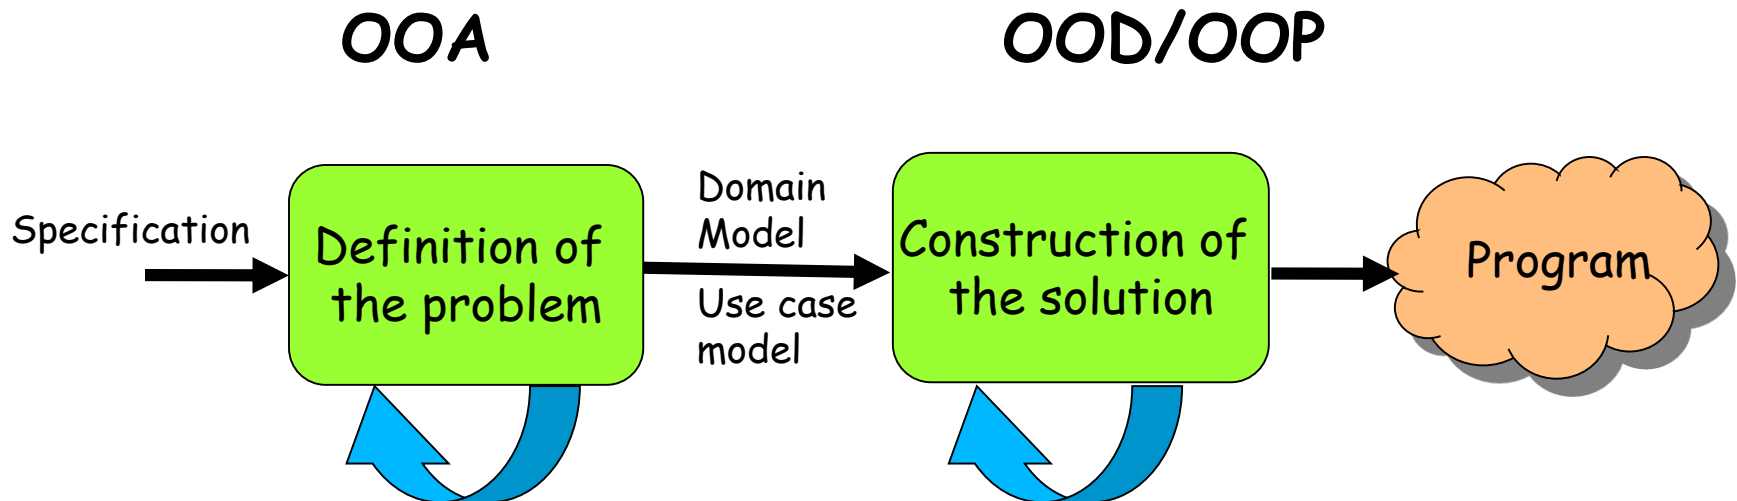 OOA
OOD/OOP
Specification
Definition of
the problem
Domain
Model
Use case
model
Construction of
the solution
Program